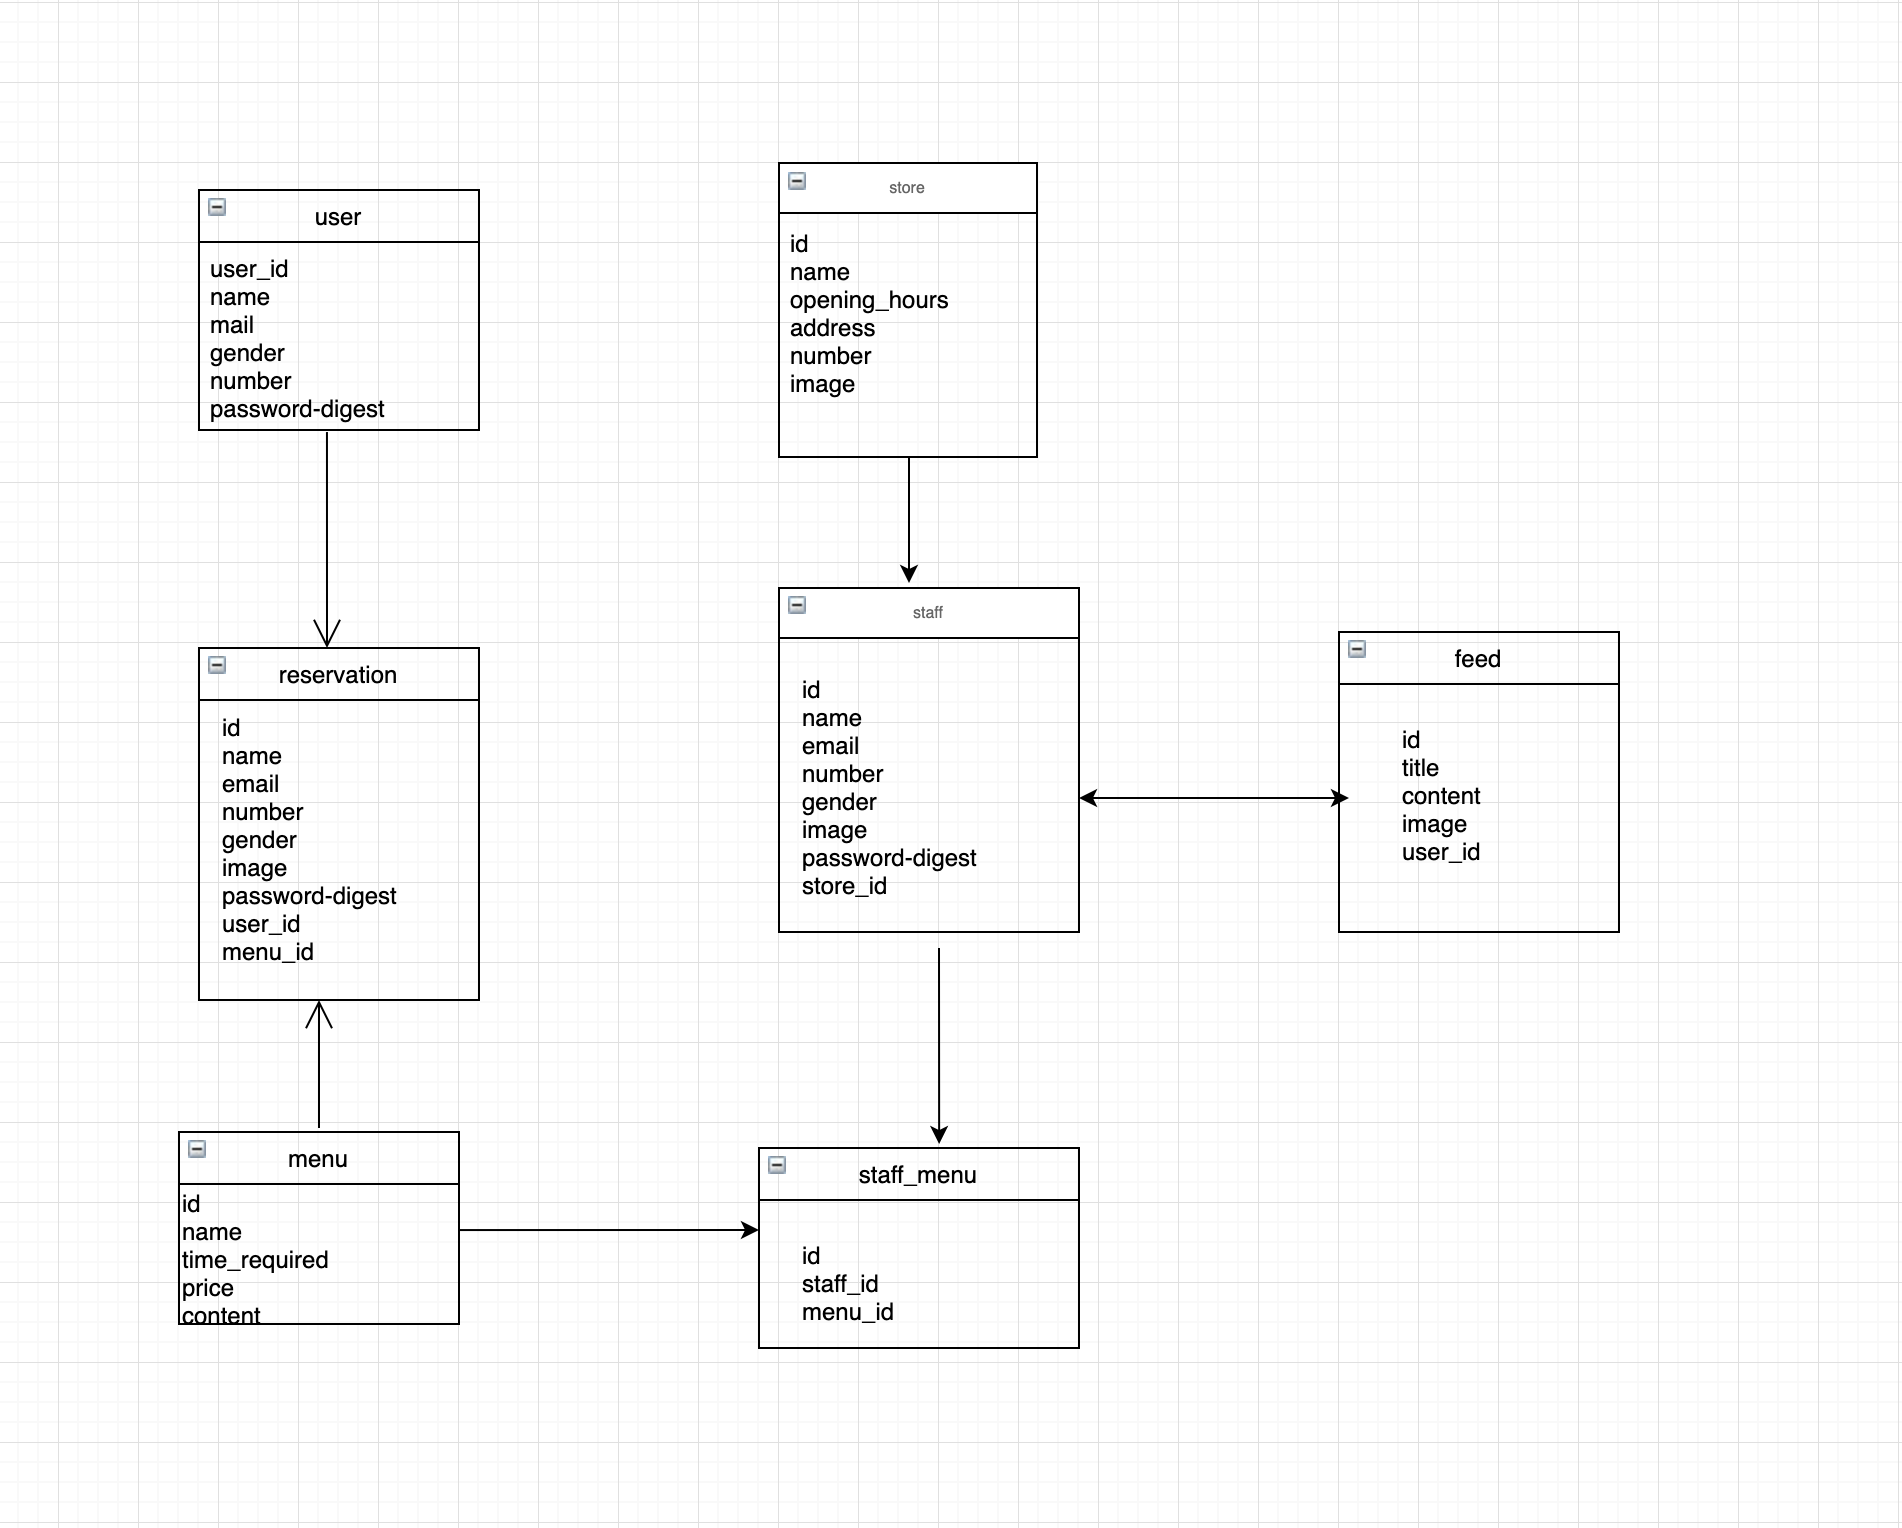 user
user_id
name
mail
gender
number
password-digest
store
id
name
opening_hours
address
number
image
reservation
id
name
email
number
gender
image
password-digest
user_id
menu_id
staff
id
name
email
number
gender
image
password-digest
store_id
feed
id
title
content
image
user_id
menu
id
name
time_required
price
content
staff_menu
id
staff_id
menu_id